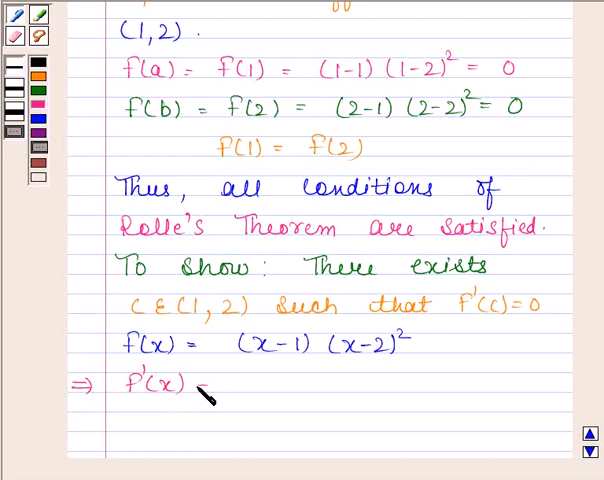 (1,2).
f(a) = f(1) = (1-1) (1-2)² = 0
f(b) = f(2) = (2-1) (2-2)² = 0
f(1) = f(2)
Thus, all conditions of
Rolle's Theorem are satisfied.
To show: There exists
C ∈ (1, 2) such that f'(c)=0
f(x) = (x-1) (x-2)²
⇒ f'(x) =